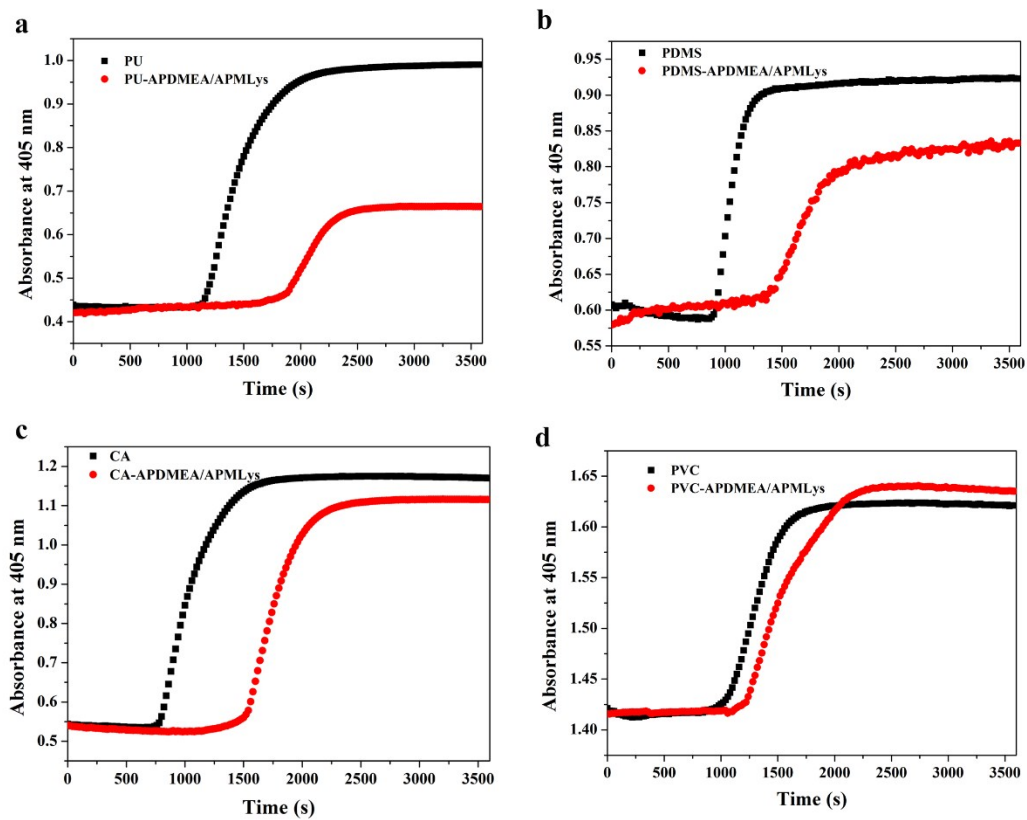 a
PU
PU-APDMEA/APMLys
Absorbance at 405 nm
1.0
0.9
0.8
0.7
0.6
0.5
0.4
0 500 1000 1500 2000 2500 3000 3500
Time (s)
b
PDMS
PDMS-APDMEA/APMLys
Absorbance at 405 nm
0.95
0.90
0.85
0.80
0.75
0.70
0.65
0.60
0.55
0 500 1000 1500 2000 2500 3000 3500
Time (s)
c
CA
CA-APDMEA/APMLys
Absorbance at 405 nm
1.2
1.1
1.0
0.9
0.8
0.7
0.6
0.5
0 500 1000 1500 2000 2500 3000 3500
Time (s)
d
PVC
PVC-APDMEA/APMLys
Absorbance at 405 nm
1.65
1.60
1.55
1.50
1.45
1.40
0 500 1000 1500 2000 2500 3000 3500
Time (s)